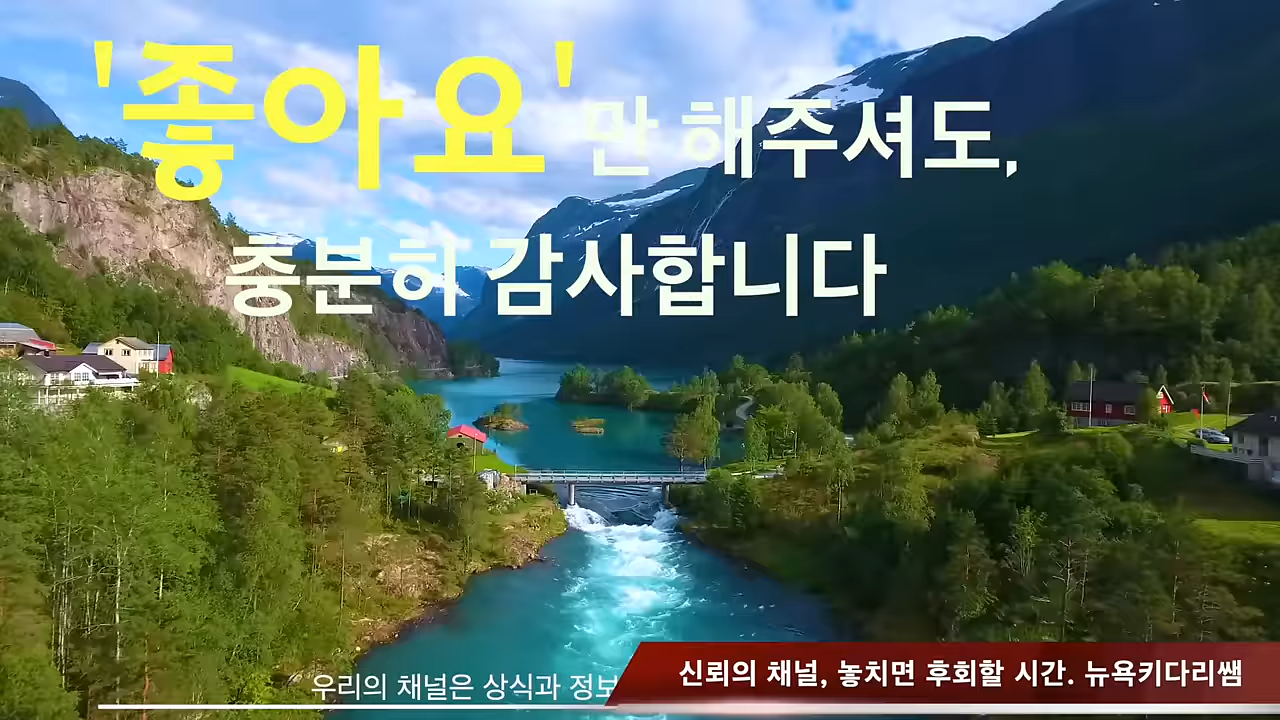 '좋아요'만 해주셔도,
충분히 감사합니다
우리의 채널은 상식과 정보
신뢰의 채널, 놓치면 후회할 시간. 뉴욕키다리쌤